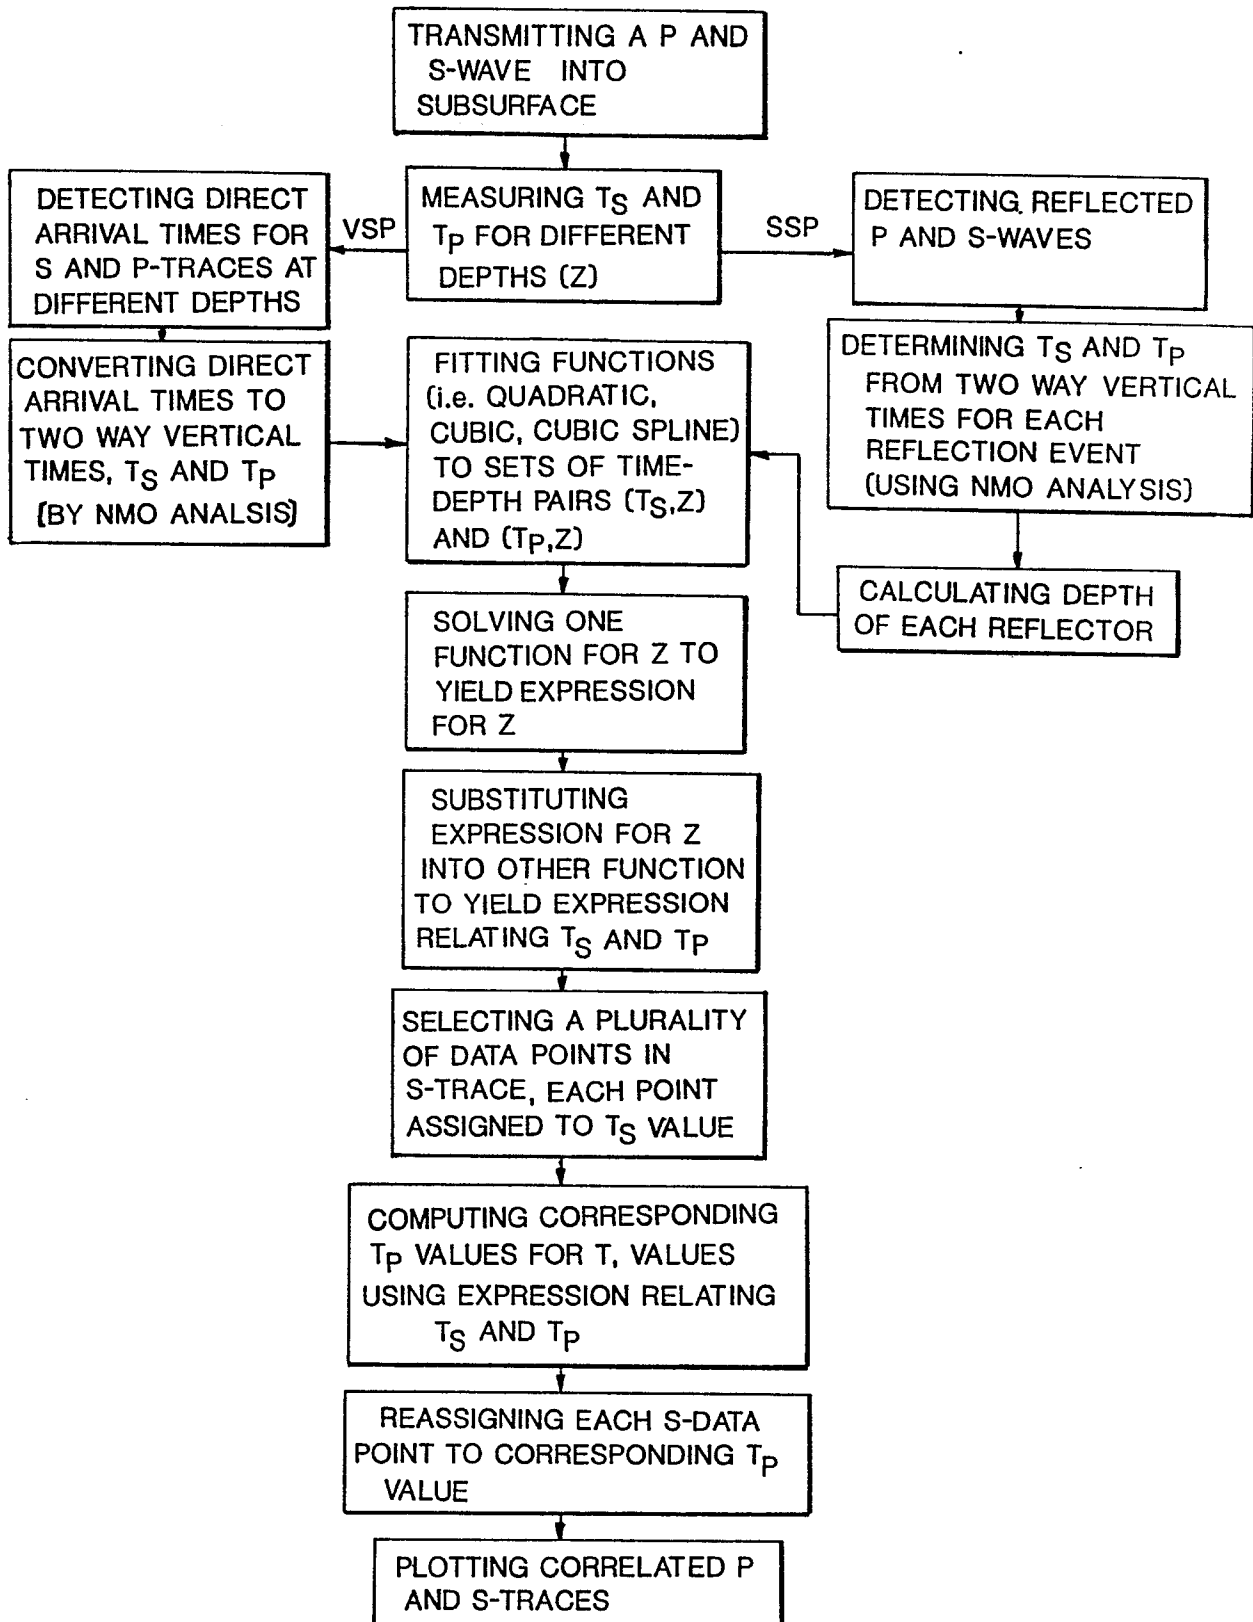 TRANSMITTING A P AND
S-WAVE INTO
SUBSURFACE
MEASURING TS AND
TP FOR DIFFERENT
DEPTHS (Z)
VSP
DETECTING DIRECT
ARRIVAL TIMES FOR
S AND P-TRACES AT
DIFFERENT DEPTHS
CONVERTING DIRECT
ARRIVAL TIMES TO
TWO WAY VERTICAL
TIMES, TS AND TP
(BY NMO ANALSIS)
SSP
DETECTING REFLECTED
P AND S-WAVES
DETERMINING TS AND TP
FROM TWO WAY VERTICAL
TIMES FOR EACH
REFLECTION EVENT
(USING NMO ANALYSIS)
CALCULATING DEPTH
OF EACH REFLECTOR
FITTING FUNCTIONS
(i.e. QUADRATIC,
CUBIC, CUBIC SPLINE)
TO SETS OF TIME-
DEPTH PAIRS (TS,Z)
AND (TP,Z)
SOLVING ONE
FUNCTION FOR Z TO
YIELD EXPRESSION
FOR Z
SUBSTITUTING
EXPRESSION FOR Z
INTO OTHER FUNCTION
TO YIELD EXPRESSION
RELATING TS AND TP
SELECTING A PLURALITY
OF DATA POINTS IN
S-TRACE, EACH POINT
ASSIGNED TO TS VALUE
COMPUTING CORRESPONDING
TP VALUES FOR T, VALUES
USING EXPRESSION RELATING
TS AND TP
REASSIGNING EACH S-DATA
POINT TO CORRESPONDING TP
VALUE
PLOTTING CORRELATED P
AND S-TRACES